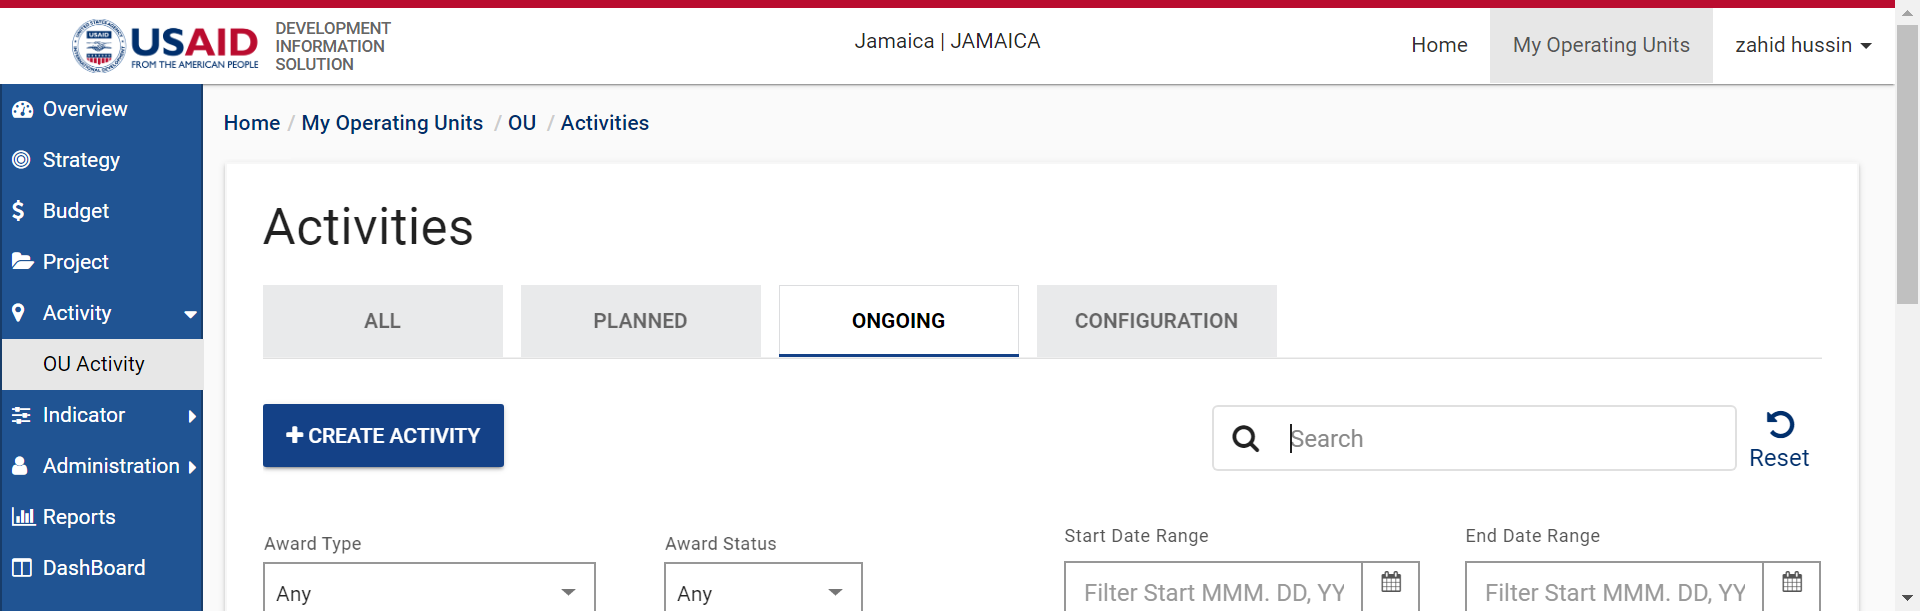 USAID
FROM THE AMERICAN PEOPLE
DEVELOPMENT
INFORMATION
SOLUTION
Jamaica | JAMAICA
Home
My Operating Units
zahid hussin
Overview
Strategy
Budget
Project
Activity
OU Activity
Indicator
Administration
Reports
DashBoard
Home / My Operating Units / OU / Activities
Activities
ALL
PLANNED
ONGOING
CONFIGURATION
+ CREATE ACTIVITY
Search
Reset
Award Type
Any
Award Status
Any
Start Date Range
Filter Start MMM. DD, YY
End Date Range
Filter Start MMM. DD, YY